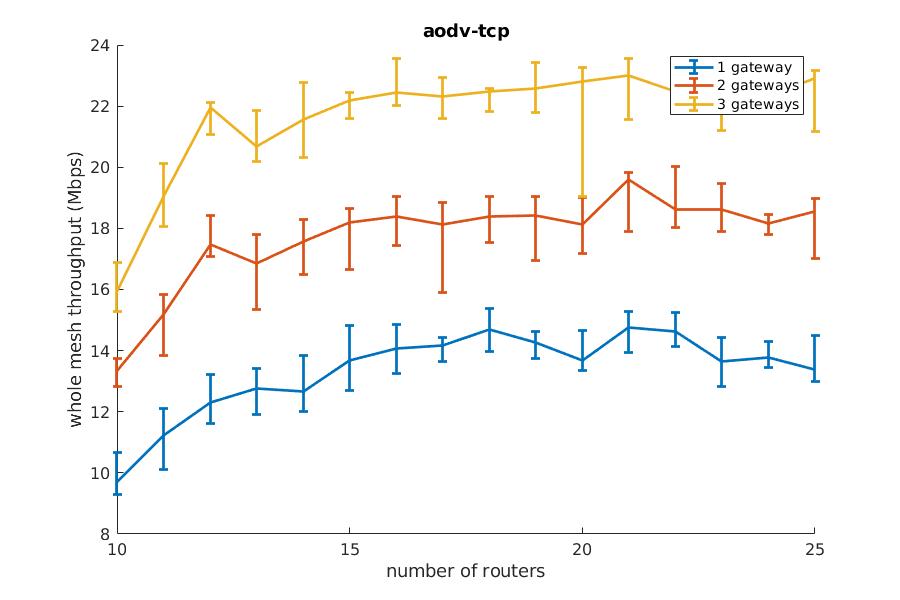 aodv-tcp
24
22
20
18
16
14
12
10
8
whole mesh throughput (Mbps)
1 gateway
2 gateways
3 gateways
10
15
20
25
number of routers